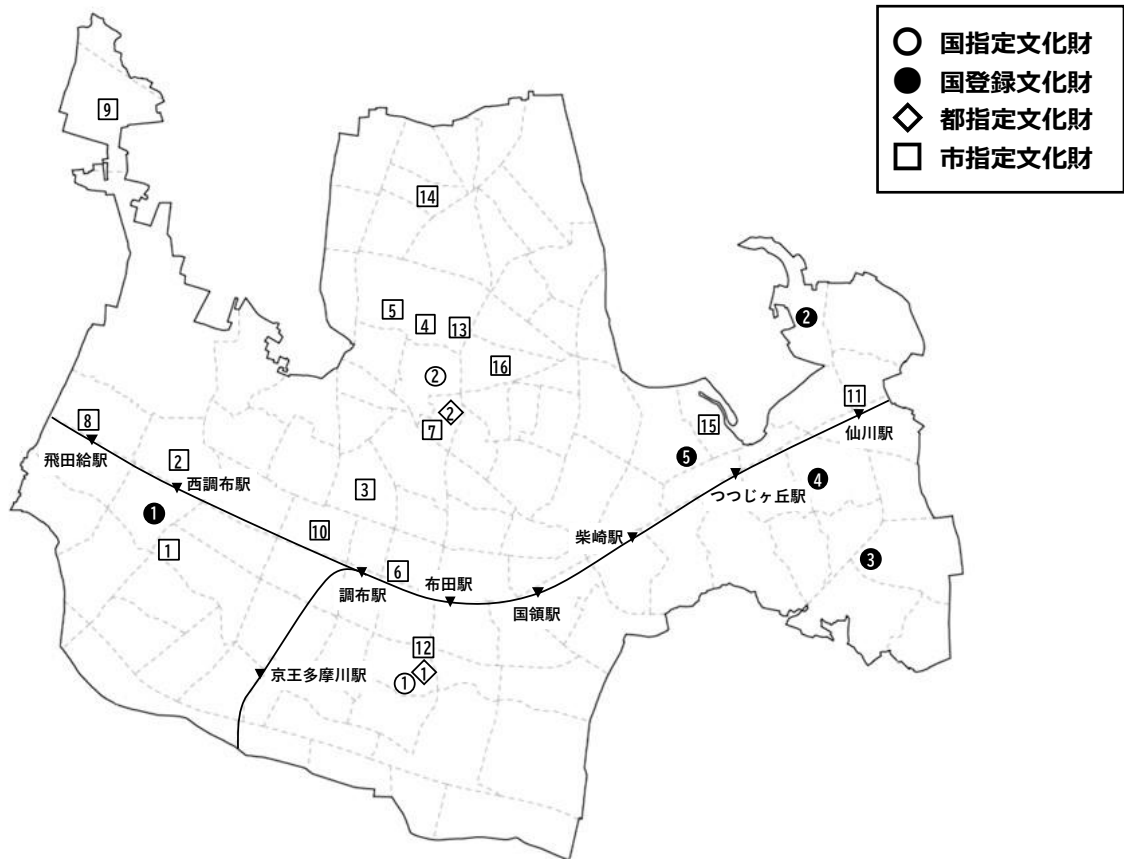 国指定文化財
国登録文化財
都指定文化財
市指定文化財
9
14
5
4
13
2
16
2
2
7
11
仙川駅
15
8
飛田給駅
2
西調布駅
5
つつじヶ丘駅
4
3
1
1
10
柴崎駅
3
6
調布駅
布田駅
国領駅
12
1
1
京王多摩川駅